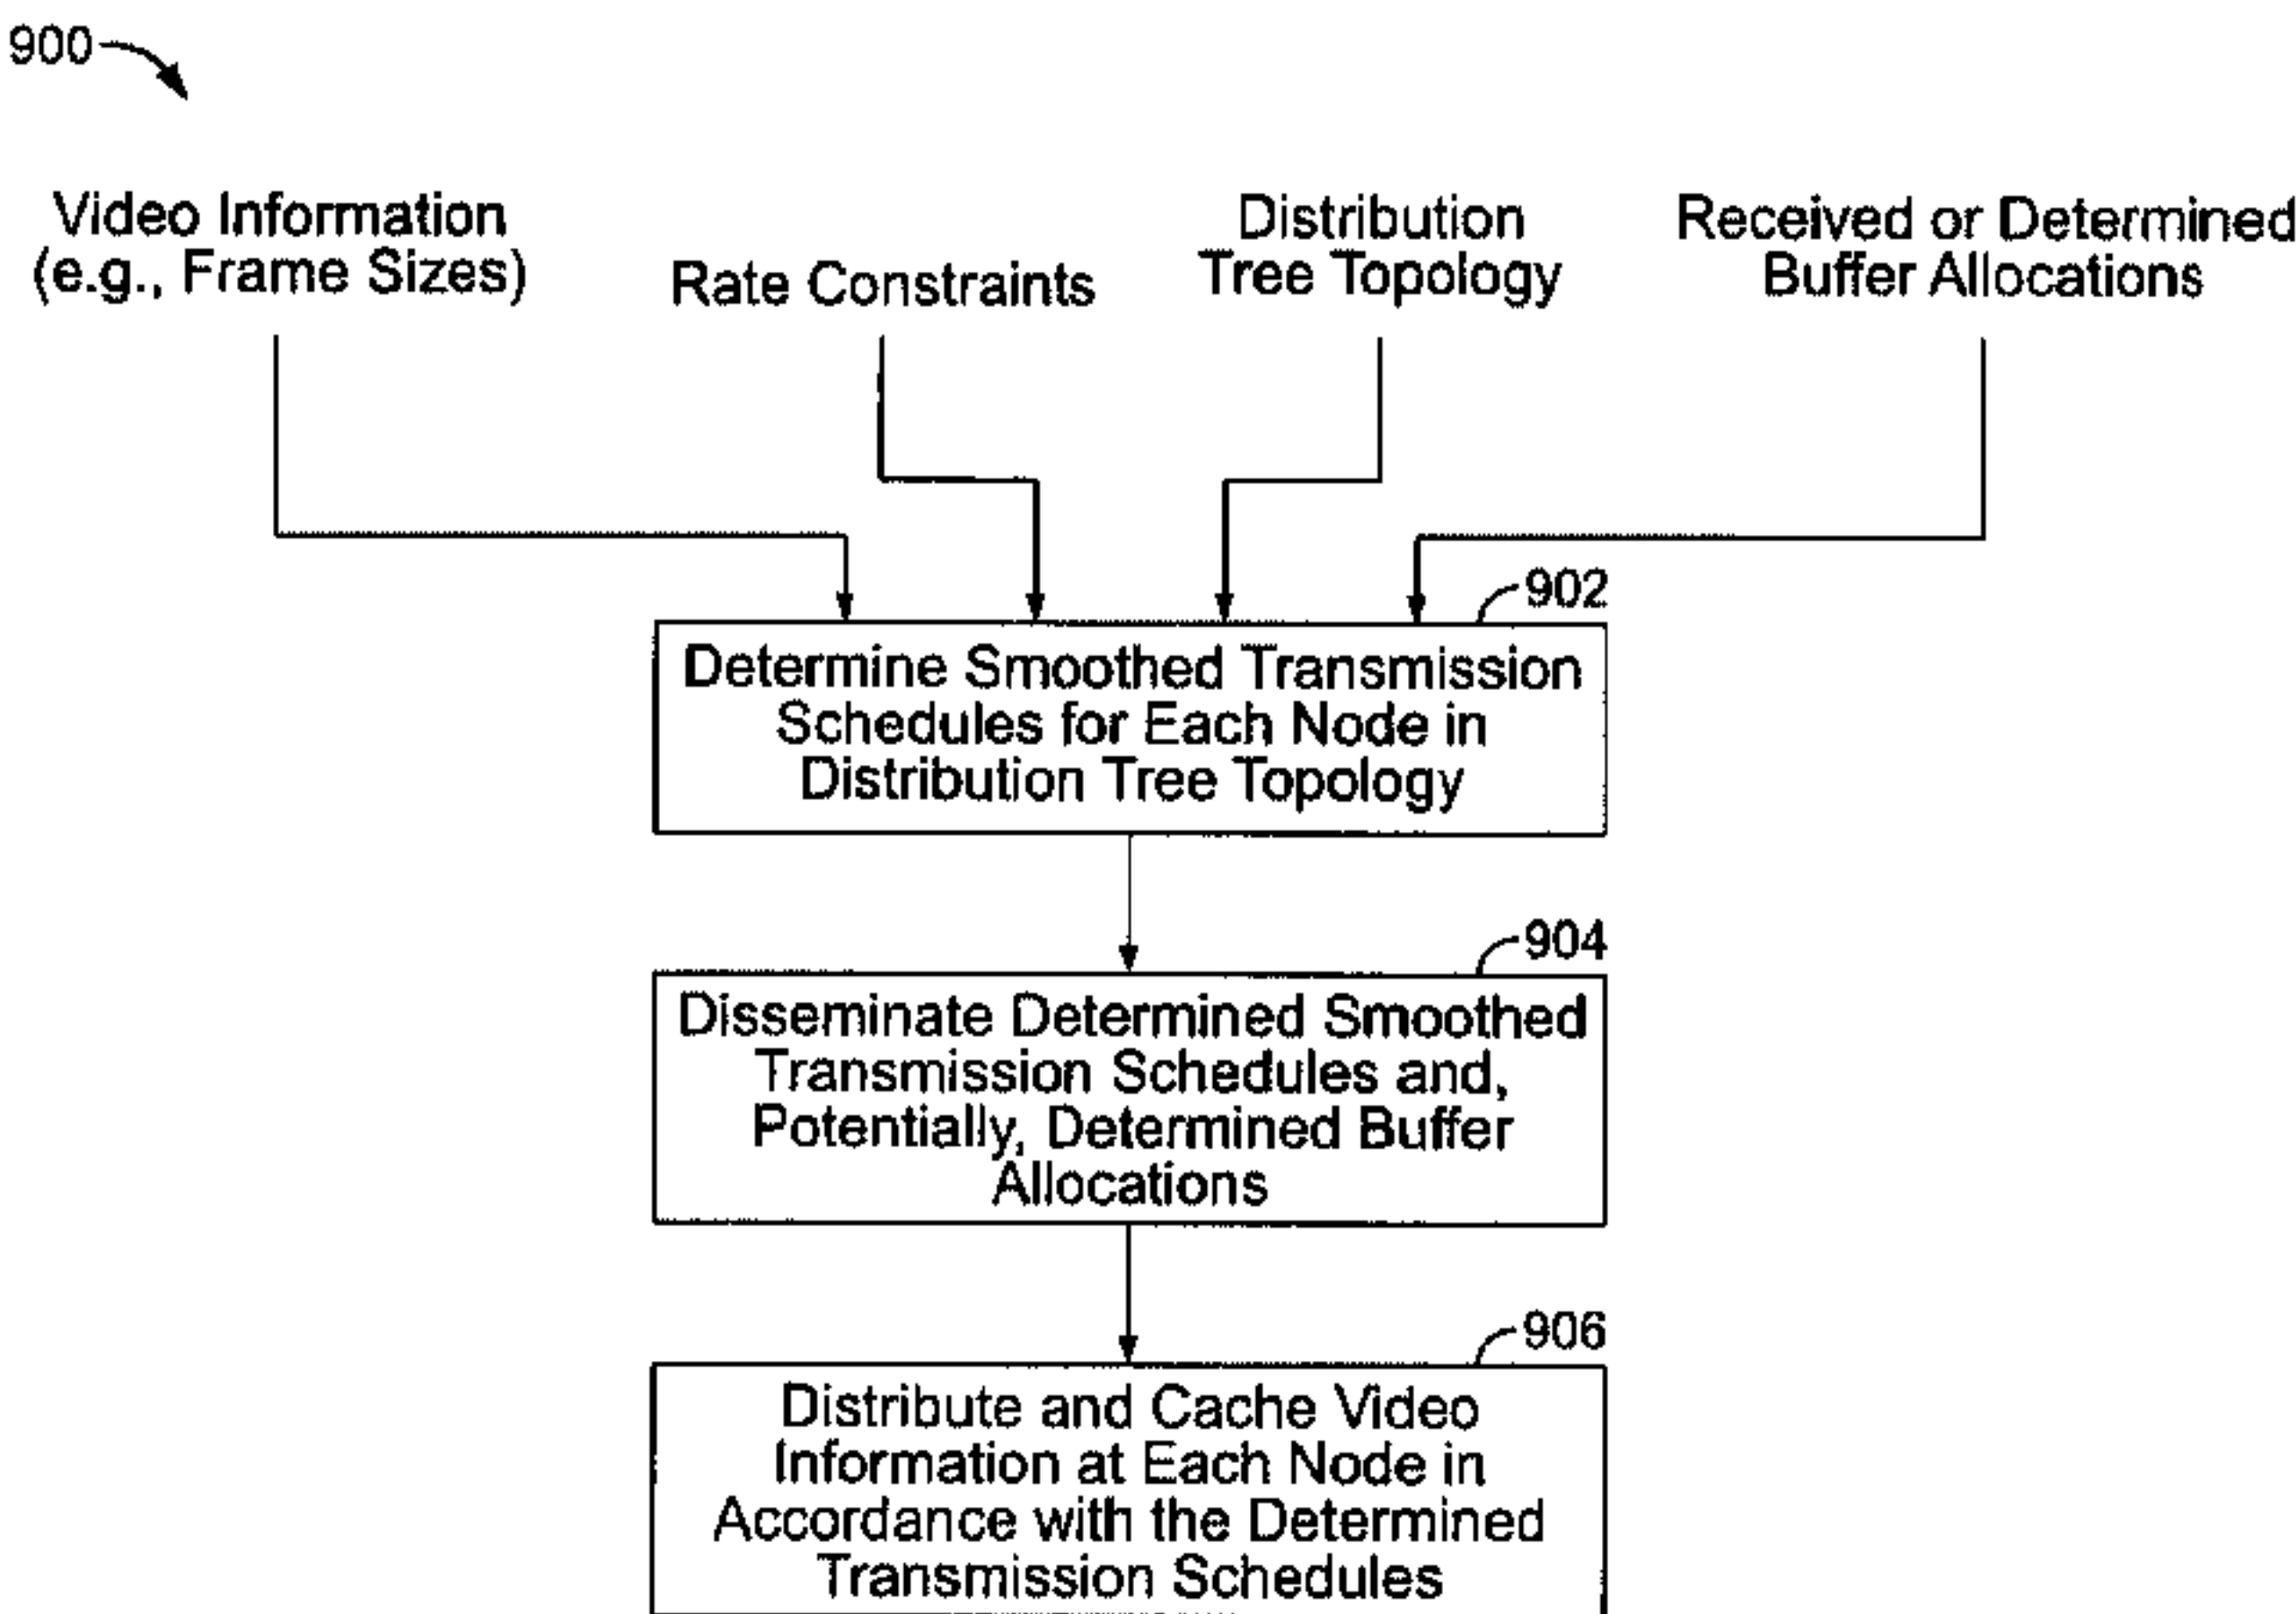 900
Video Information
(e.g., Frame Sizes)
Rate Constraints
Distribution
Tree Topology
Received or Determined
Buffer Allocations
902
Determine Smoothed Transmission
Schedules for Each Node in
Distribution Tree Topology
904
Disseminate Determined Smoothed
Transmission Schedules and,
Potentially, Determined Buffer
Allocations
906
Distribute and Cache Video
Information at Each Node in
Accordance with the Determined
Transmission Schedules